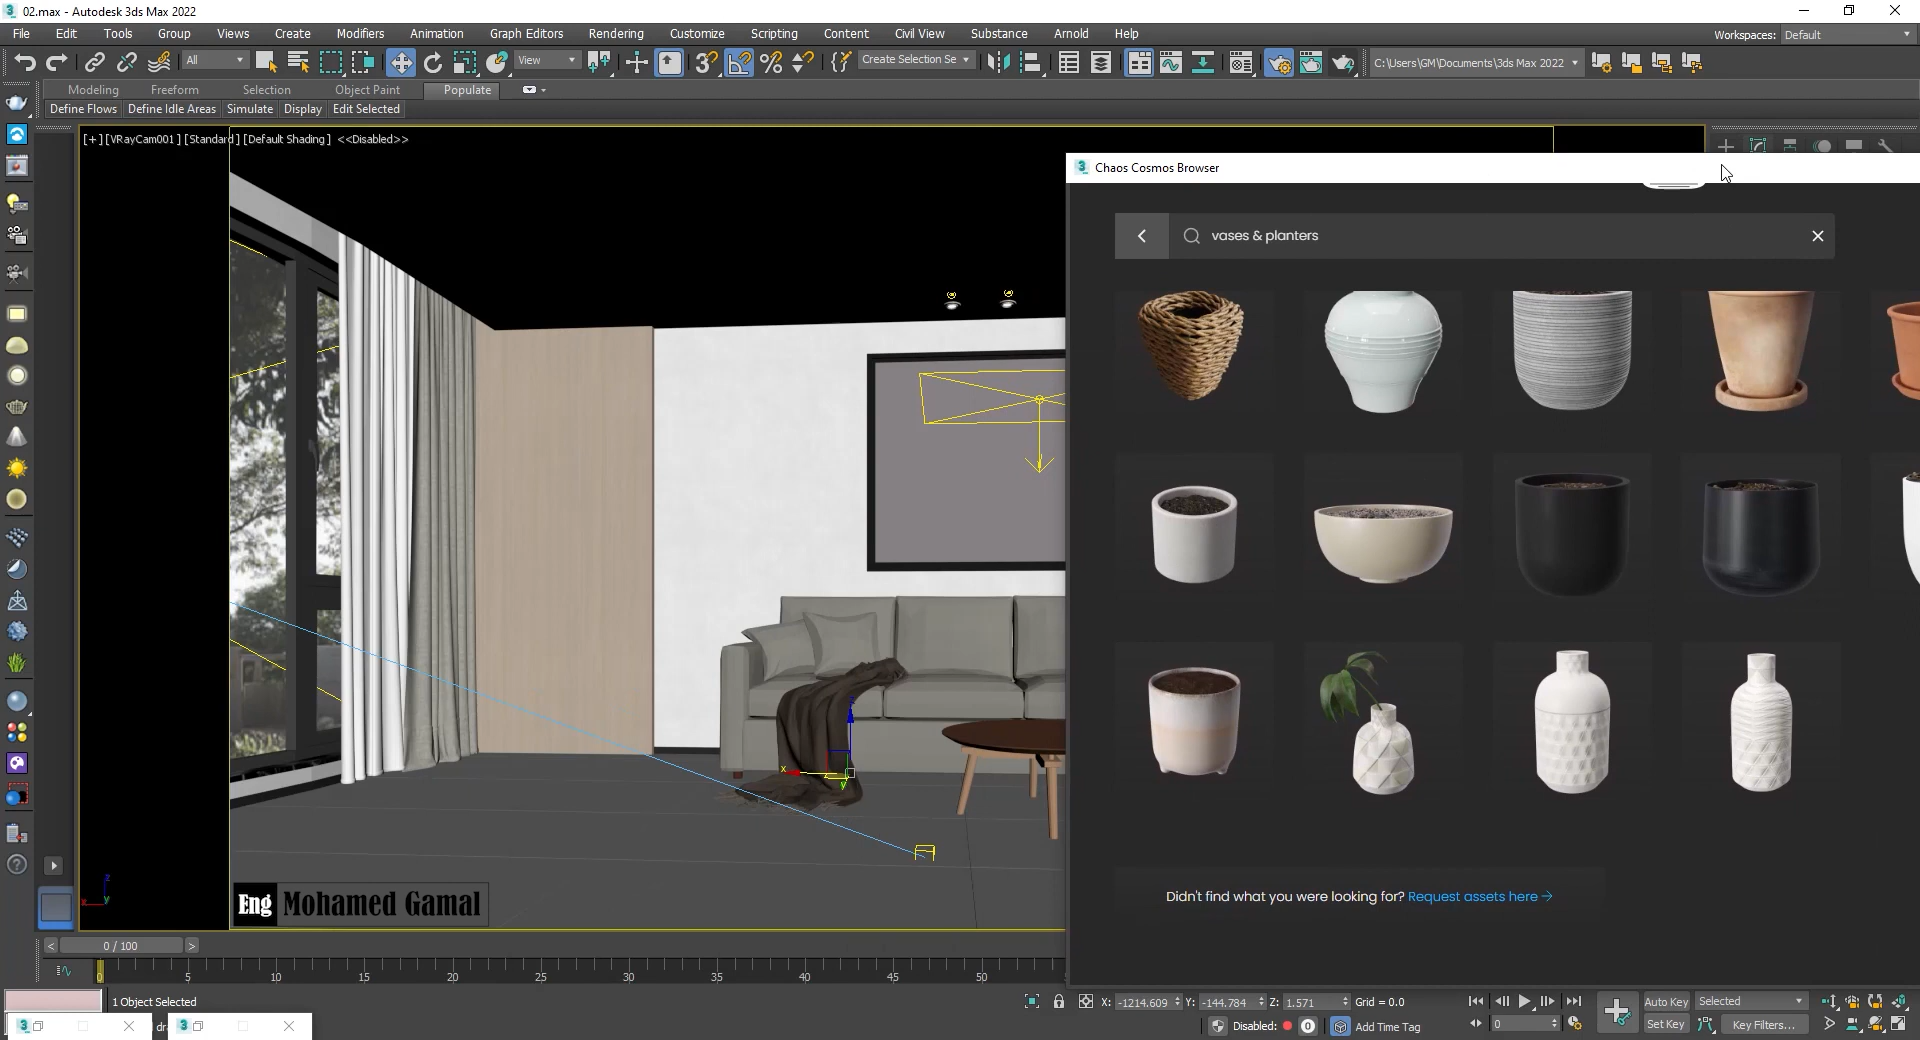 02.max - Autodesk 3ds Max 2022
File Edit Tools Group Views Create Modifiers Animation Graph Editors Rendering Customize Scripting Content Civil View Substance Arnold Help
Workspaces: Default
All View Create Selection Se C:\Users\GM\Documents\3ds Max 2022
Modeling Freeform Selection Object Paint Populate
Define Flows Define Idle Areas Simulate Display Edit Selected
[+] [VRayCam001] [Standard] [Default Shading] <<Disabled>>
Chaos Cosmos Browser
vases & planters
Didn't find what you were looking for? Request assets here →
Eng Mohamed Gamal
< 0 / 100 >
0 5 10 15 20 25 30 35 40 45 50
1 Object Selected
X: -1214.609 Y: -144.784 Z: 1.571 Grid = 0.0
Auto Key Selected
Disabled: 0 Add Time Tag
0
Set Key Key Filters...